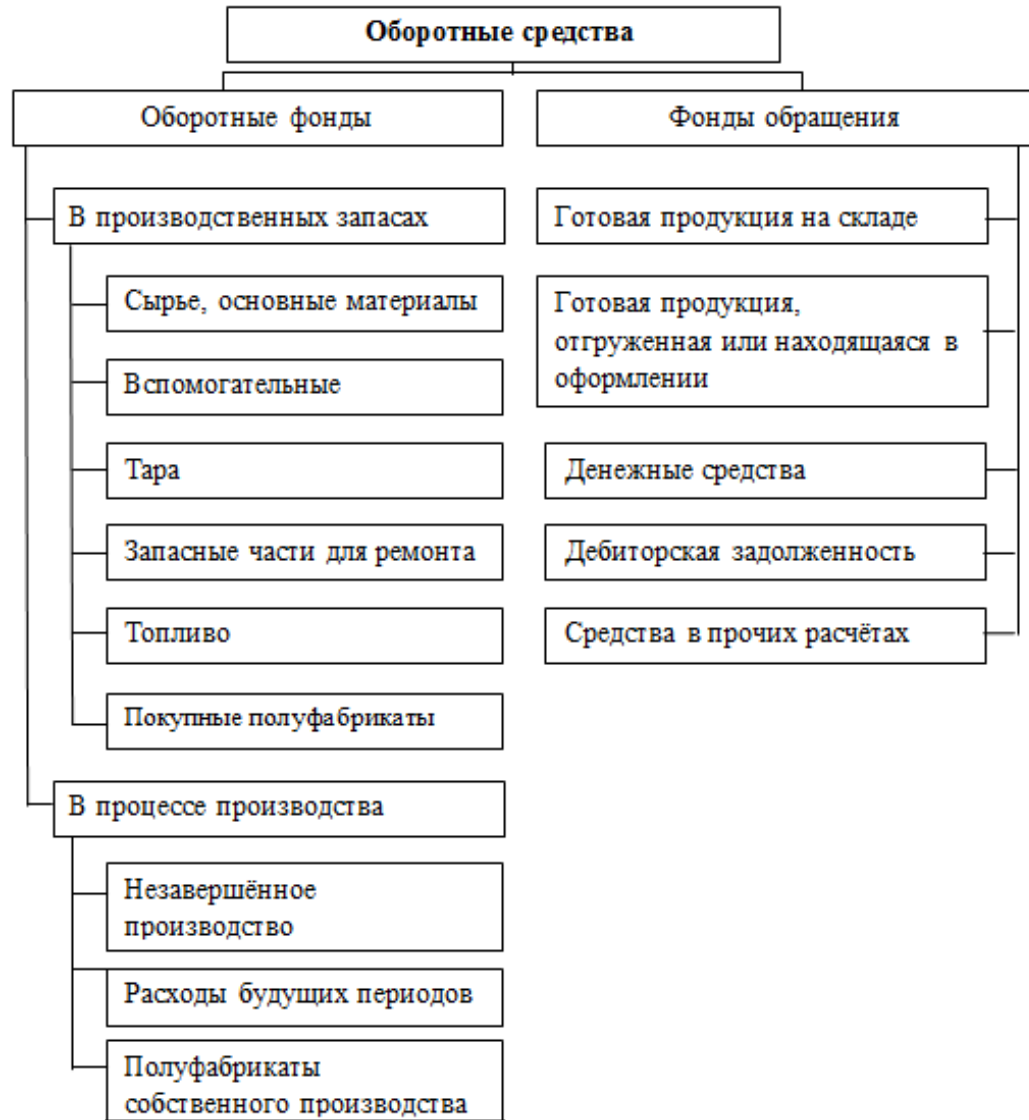 Оборотные средства
Оборотные фонды
Фонды обращения
В производственных запасах
Сырье, основные материалы
Вспомогательные
Тара
Запасные части для ремонта
Топливо
Покупные полуфабрикаты
В процессе производства
Незавершённое
производство
Расходы будущих периодов
Полуфабрикаты
собственного производства
Готовая продукция на складе
Готовая продукция,
отгруженная или находящаяся в
оформлении
Денежные средства
Дебиторская задолженность
Средства в прочих расчётах